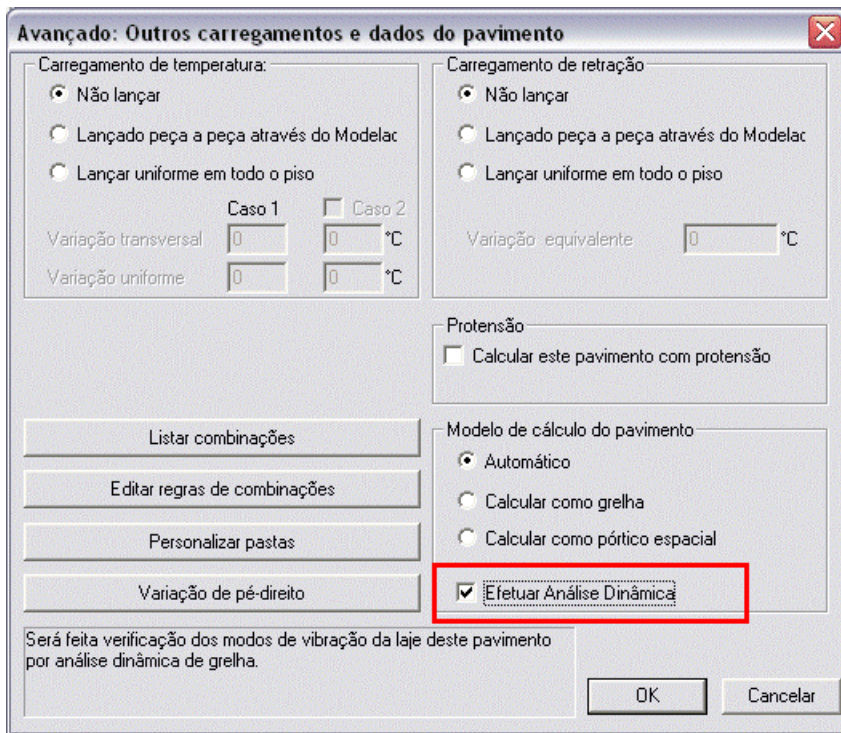 Avançado: Outros carregamentos e dados do pavimento
Carregamento de temperatura:
Não lançar
Lançado peça a peça através do Modelac
Lançar uniforme em todo o piso
Caso 1 Caso 2
Variação transversal 0 0 °C
Variação uniforme 0 0 °C
Carregamento de retração
Não lançar
Lançado peça a peça através do Modelac
Lançar uniforme em todo o piso
Variação equivalente 0 °C
Protensão
Calcular este pavimento com protensão
Listar combinações
Editar regras de combinações
Personalizar pastas
Variação de pé-direito
Modelo de cálculo do pavimento
Automático
Calcular como grelha
Calcular como pórtico espacial
Efetuar Análise Dinâmica
Será feita verificação dos modos de vibração da laje deste pavimento
por análise dinâmica de grelha.
OK Cancelar